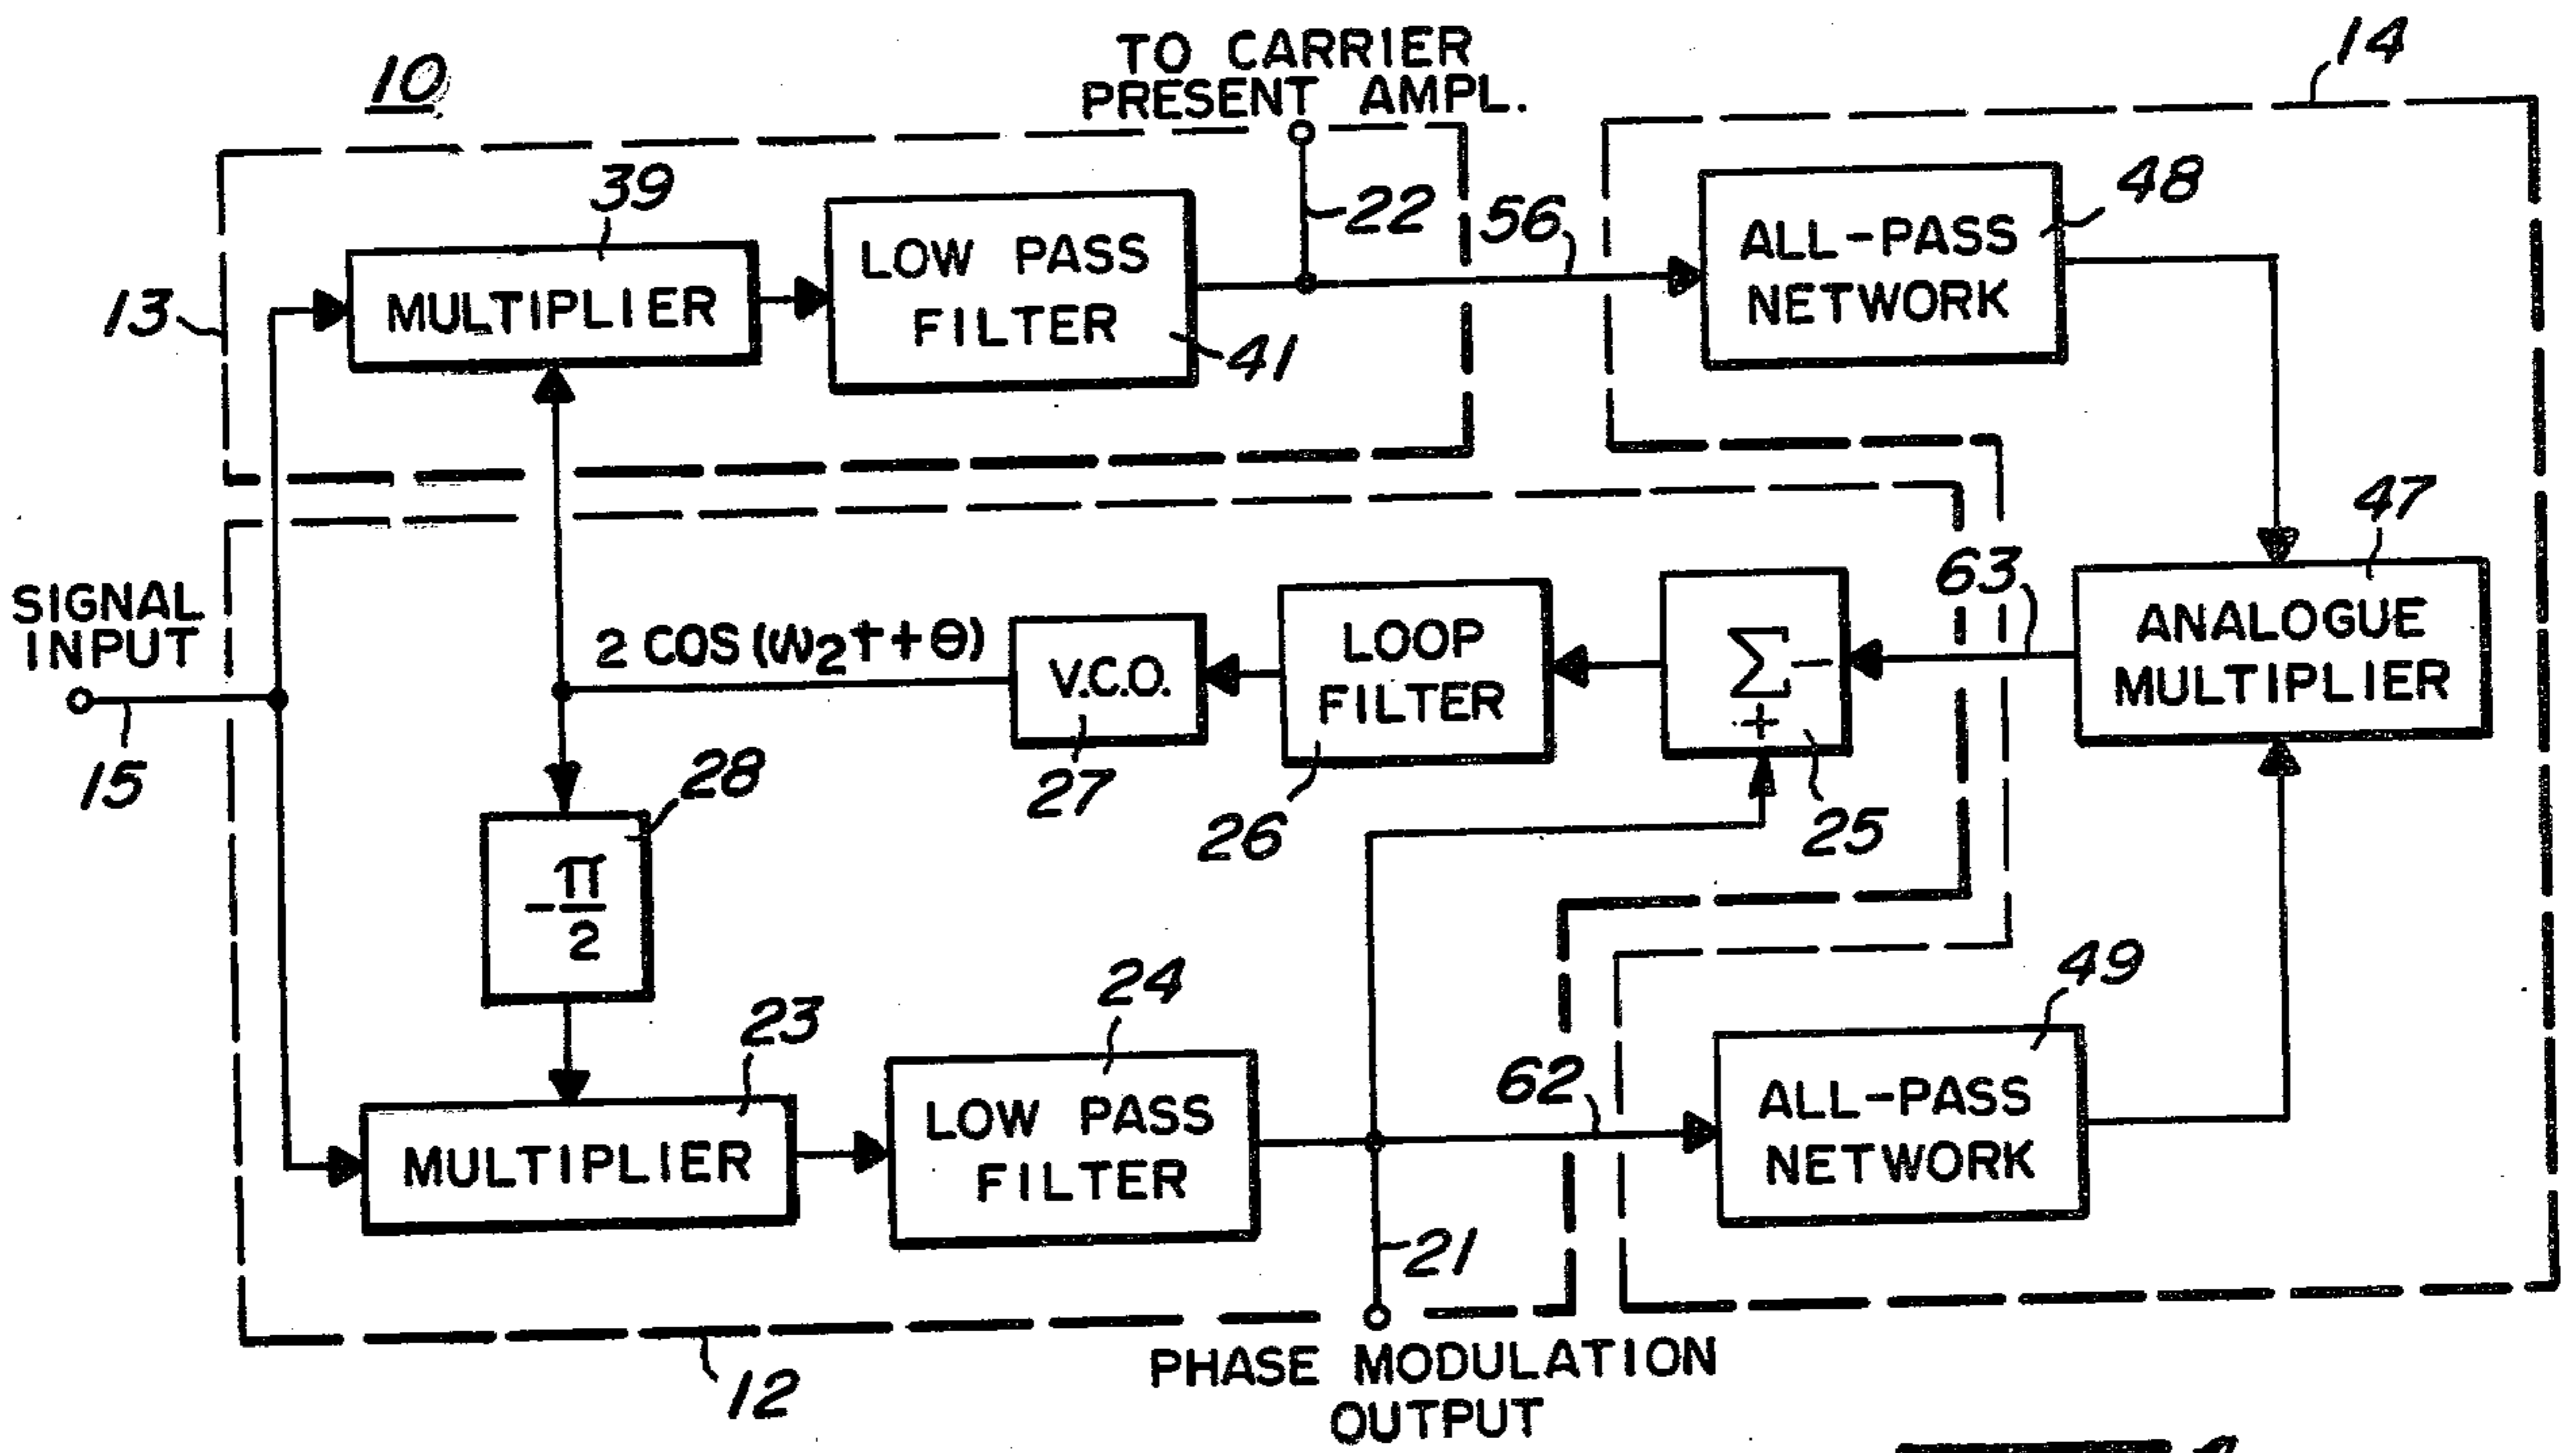 10
TO CARRIER
PRESENT AMPL.
14
39
48
22
56
LOW PASS
FILTER
ALL-PASS
NETWORK
13
MULTIPLIER
41
47
63
SIGNAL
INPUT
2 COS (ω2t+θ)
V.C.O.
LOOP
FILTER
Σ
−
+
ANALOGUE
MULTIPLIER
15
28
27
26
25
-π/2
49
24
23
62
MULTIPLIER
LOW PASS
FILTER
ALL-PASS
NETWORK
21
12
PHASE MODULATION
OUTPUT